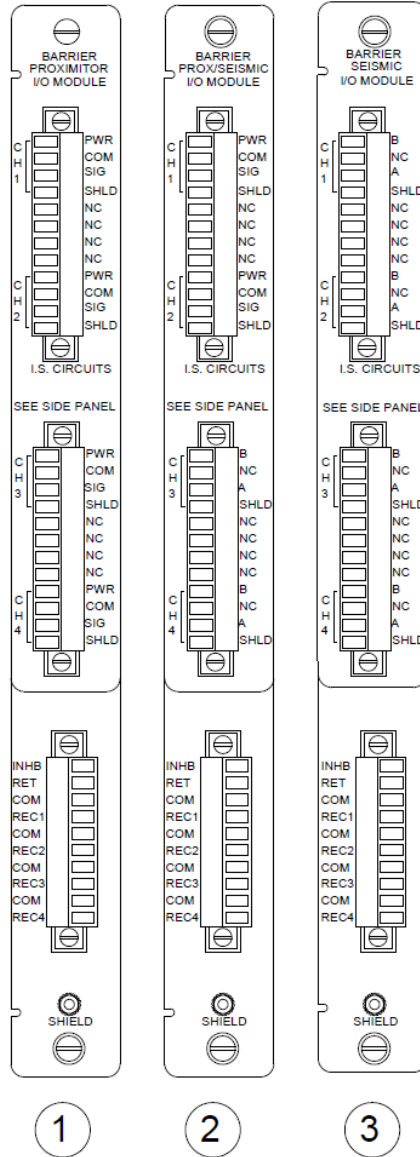 BARRIER
PROXIMITOR
I/O MODULE
CH1
PWR
COM
SIG
SHLD
NC
NC
NC
NC
CH2
PWR
COM
SIG
SHLD
I.S. CIRCUITS
SEE SIDE PANEL
CH3
PWR
COM
SIG
SHLD
NC
NC
NC
NC
CH4
PWR
COM
SIG
SHLD
INHB
RET
COM
REC1
COM
REC2
COM
REC3
COM
REC4
SHIELD
1
BARRIER
PROX/SEISMIC
I/O MODULE
CH1
PWR
COM
SIG
SHLD
NC
NC
NC
NC
CH2
PWR
COM
SIG
SHLD
I.S. CIRCUITS
SEE SIDE PANEL
CH3
B
NC
A
SHLD
NC
NC
NC
NC
CH4
B
NC
A
SHLD
INHB
RET
COM
REC1
COM
REC2
COM
REC3
COM
REC4
SHIELD
2
BARRIER
SEISMIC
I/O MODULE
CH1
B
NC
A
SHLD
NC
NC
NC
NC
CH2
B
NC
A
SHLD
I.S. CIRCUITS
SEE SIDE PANEL
CH3
B
NC
A
SHLD
NC
NC
NC
NC
CH4
B
NC
A
SHLD
INHB
RET
COM
REC1
COM
REC2
COM
REC3
COM
REC4
SHIELD
3